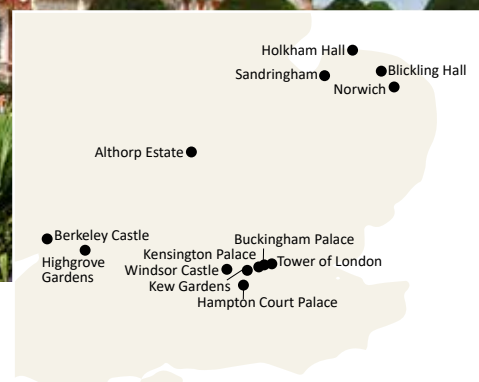 Holkham Hall
Blickling Hall
Sandringham
Norwich
Althorp Estate
Berkeley Castle
Highgrove
Gardens
Buckingham Palace
Kensington Palace
Tower of London
Windsor Castle
Kew Gardens
Hampton Court Palace